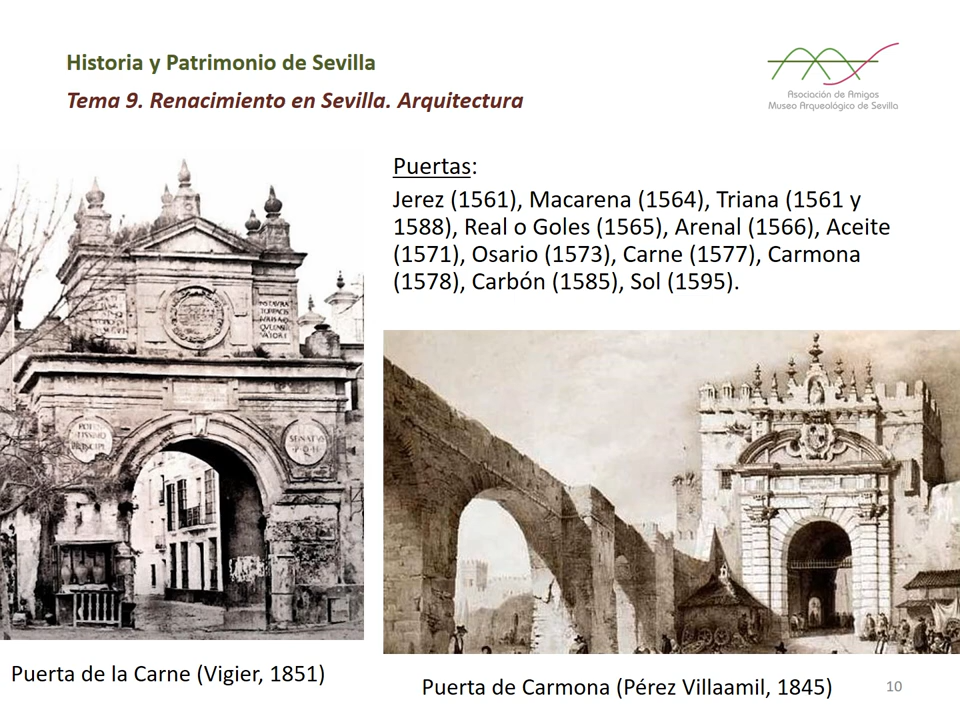 Historia y Patrimonio de Sevilla
Tema 9. Renacimiento en Sevilla. Arquitectura
Asociación de Amigos
Museo Arqueológico de Sevilla
Puertas:
Jerez (1561), Macarena (1564), Triana (1561 y
1588), Real o Goles (1565), Arenal (1566), Aceite
(1571), Osario (1573), Carne (1577), Carmona
(1578), Carbón (1585), Sol (1595).
SENATVS
Puerta de la Carne (Vigier, 1851)
Puerta de Carmona (Pérez Villaamil, 1845)
10